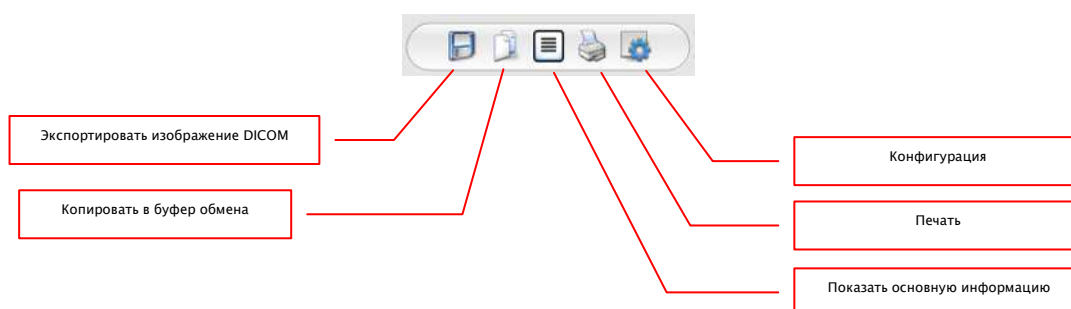 Экспортировать изображение DICOM
Копировать в буфер обмена
Конфигурация
Печать
Показать основную информацию